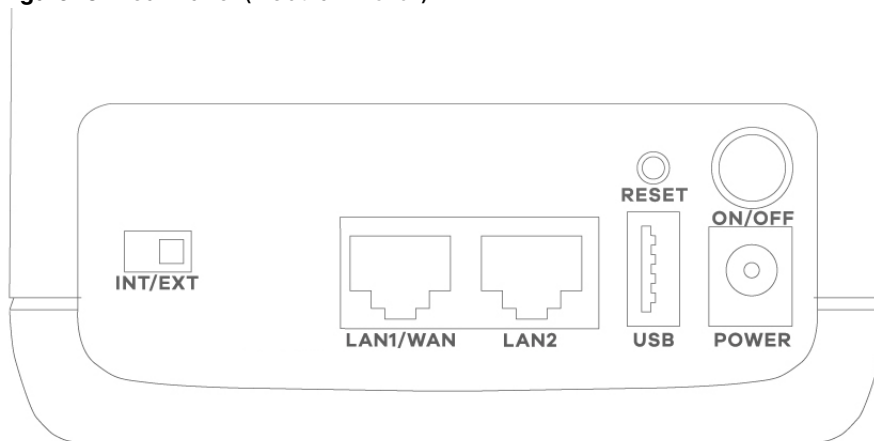 RESET
ON/OFF
INT/EXT
LAN1/WAN LAN2 USB POWER